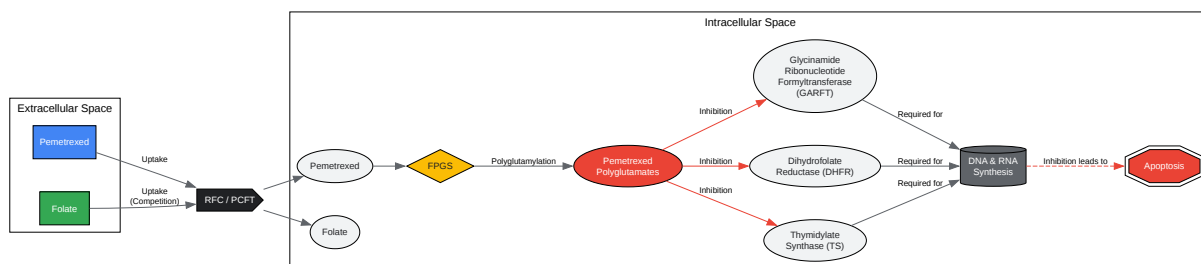 Intracellular Space
Extracellular Space
Pemetrexed
Folate
Uptake
Uptake
(Competition)
RFC / PCFT
Pemetrexed
Folate
FPGS
Polyglutamylation
Pemetrexed
Polyglutamates
Inhibition
Inhibition
Inhibition
Glycinamide
Ribonucleotide
Formyltransferase
(GARFT)
Dihydrofolate
Reductase (DHFR)
Thymidylate
Synthase (TS)
Required for
Required for
Required for
DNA & RNA
Synthesis
Inhibition leads to
Apoptosis